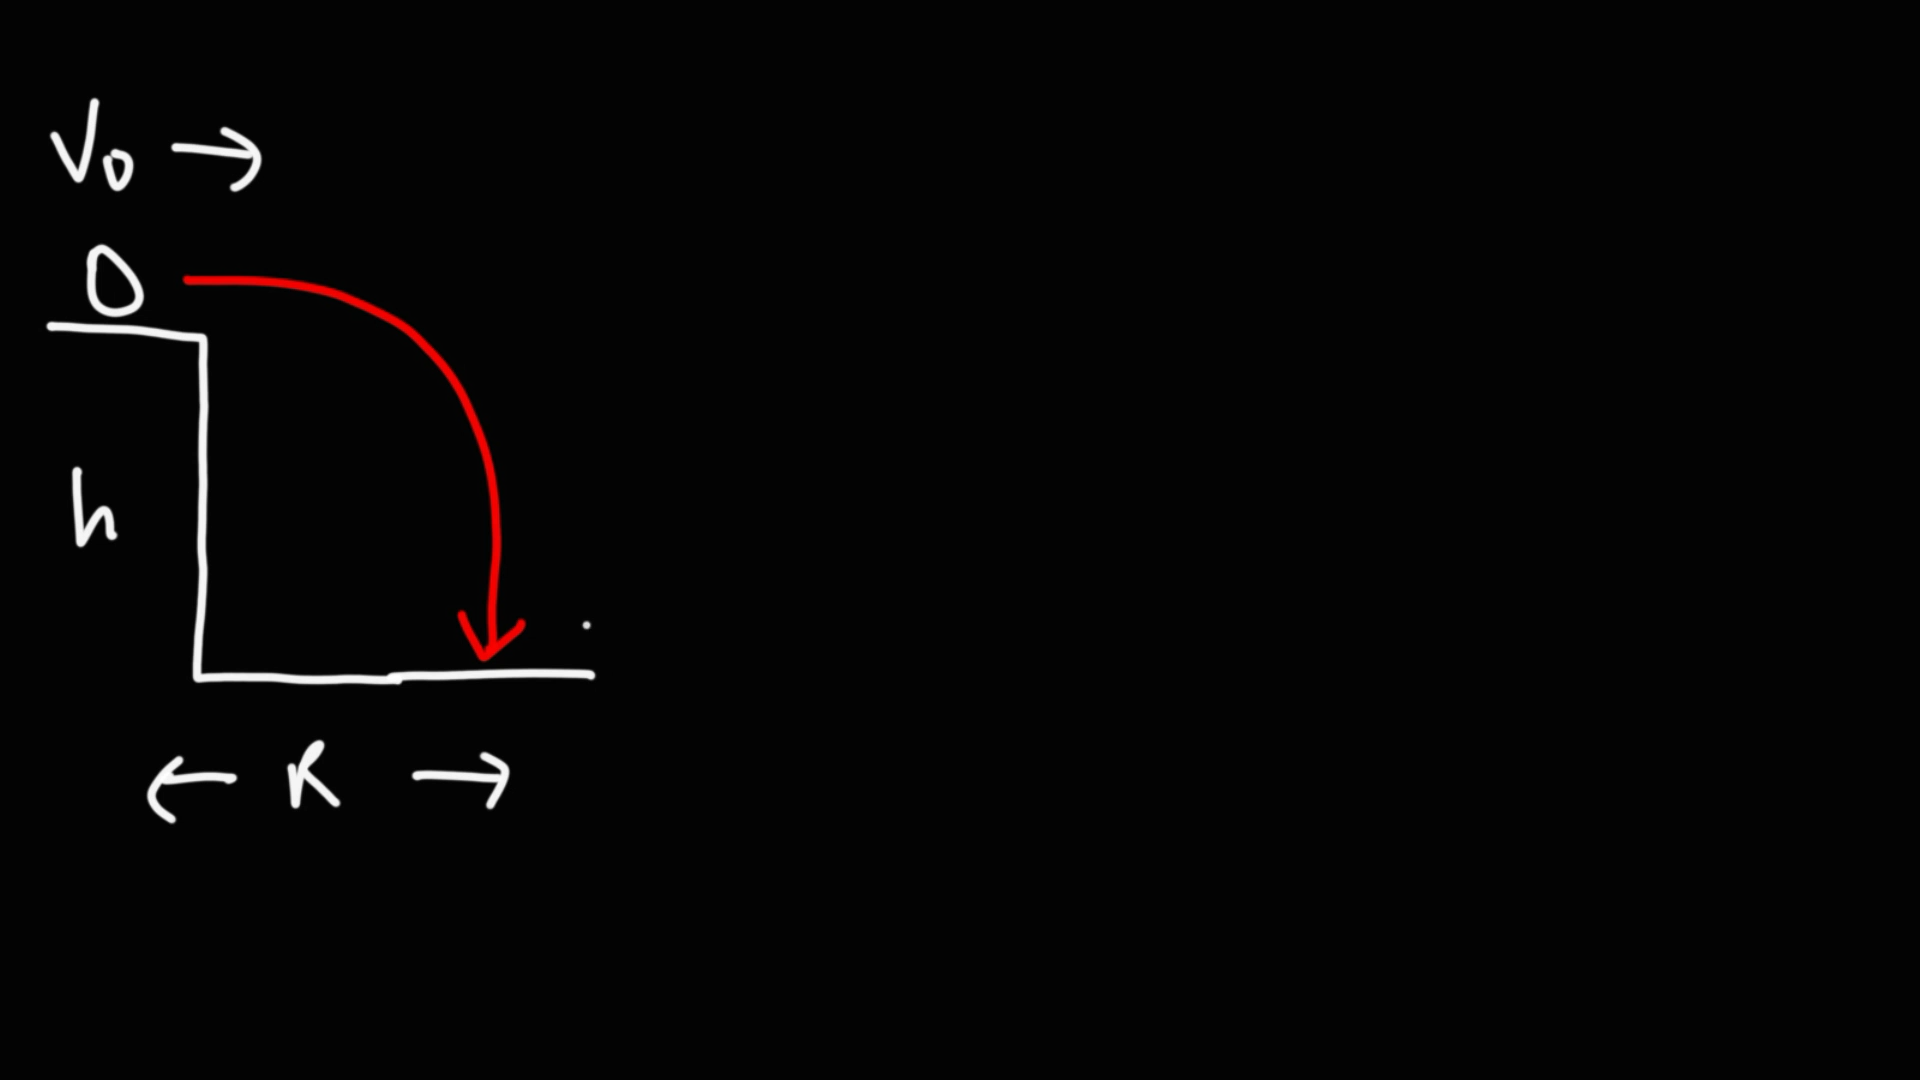 V₀ →
h
← R →